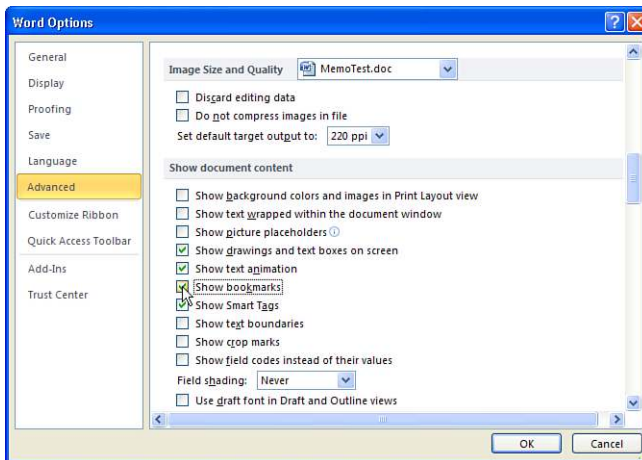 Word Options
General
Display
Proofing
Save
Language
Advanced
Customize Ribbon
Quick Access Toolbar
Add-Ins
Trust Center
Image Size and Quality MemoTest.doc
Discard editing data
Do not compress images in file
Set default target output to: 220 ppi
Show document content
Show background colors and images in Print Layout view
Show text wrapped within the document window
Show picture placeholders
Show drawings and text boxes on screen
Show text animation
Show bookmarks
Show Smart Tags
Show text boundaries
Show crop marks
Show field codes instead of their values
Field shading: Never
Use draft font in Draft and Outline views
OK Cancel